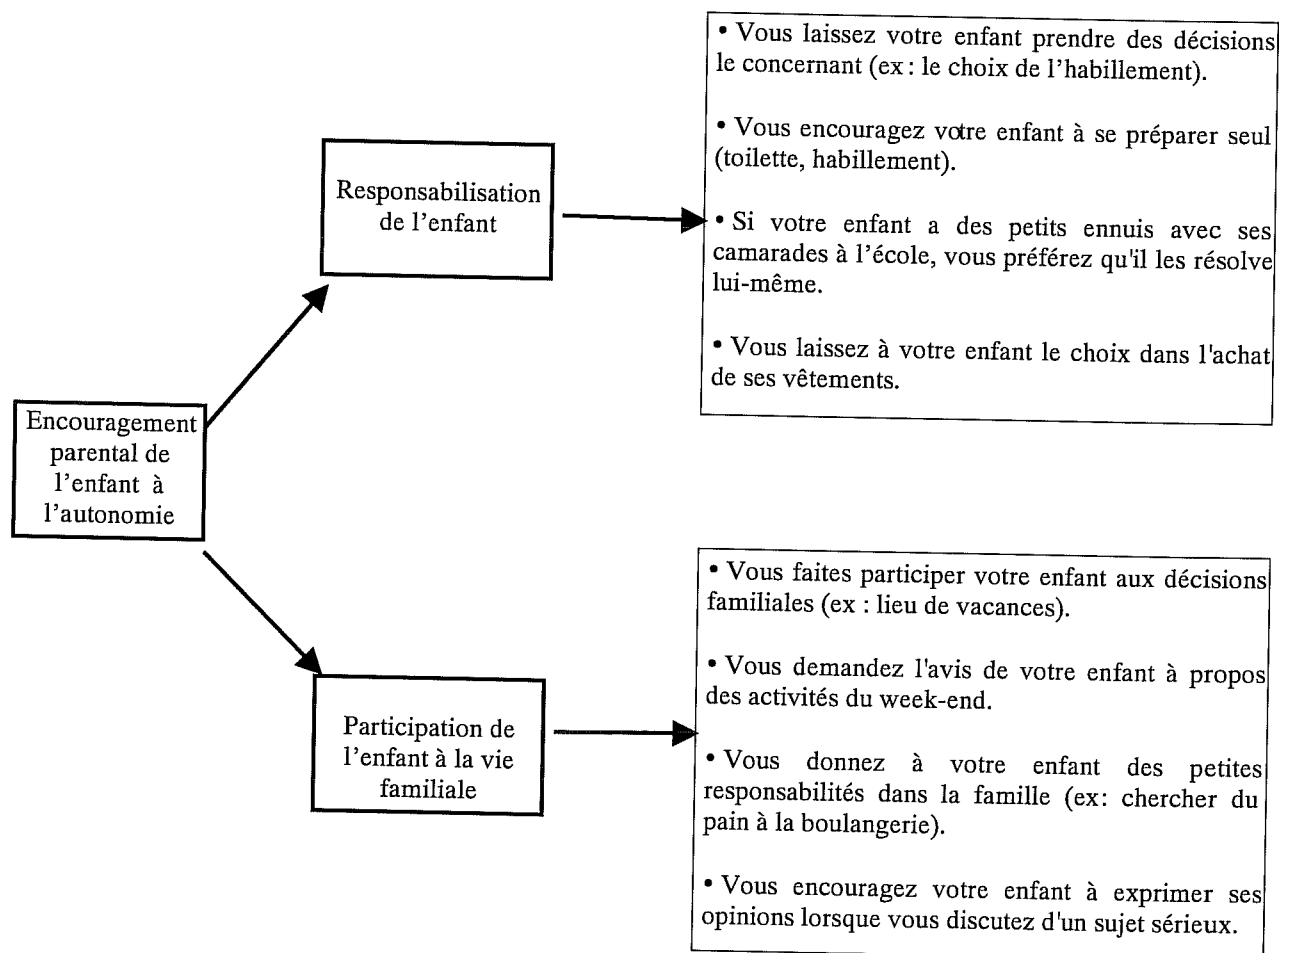 Encouragement
parental de
l’enfant à
l’autonomie
Responsabilisation
de l’enfant
• Vous laissez votre enfant prendre des décisions
le concernant (ex : le choix de l’habillement).
• Vous encouragez votre enfant à se préparer seul
(toilette, habillement).
• Si votre enfant a des petits ennuis avec ses
camarades à l’école, vous préférez qu'il les résolve
lui-même.
• Vous laissez à votre enfant le choix dans l'achat
de ses vêtements.
Participation de
l’enfant à la vie
familiale
• Vous faites participer votre enfant aux décisions
familiales (ex : lieu de vacances).
• Vous demandez l'avis de votre enfant à propos
des activités du week-end.
• Vous donnez à votre enfant des petites
responsabilités dans la famille (ex: chercher du
pain à la boulangerie).
• Vous encouragez votre enfant à exprimer ses
opinions lorsque vous discutez d'un sujet sérieux.